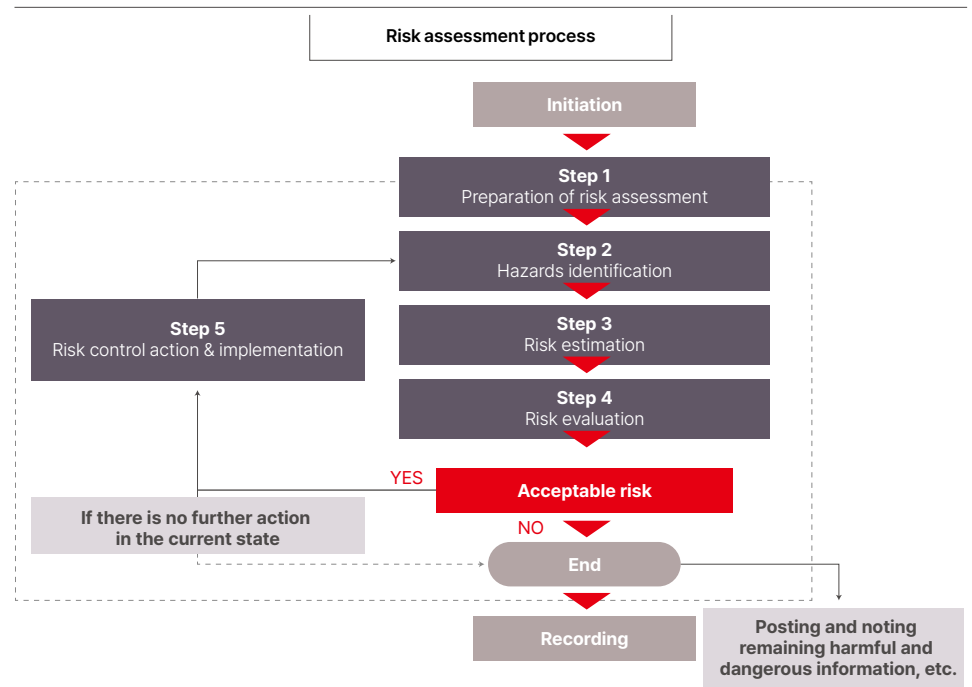 Risk assessment process
Initiation
Step 1
Preparation of risk assessment
Step 2
Hazards identification
Step 3
Risk estimation
Step 5
Risk control action & implementation
Step 4
Risk evaluation
YES
Acceptable risk
If there is no further action
in the current state
NO
End
Recording
Posting and noting
remaining harmful and
dangerous information, etc.